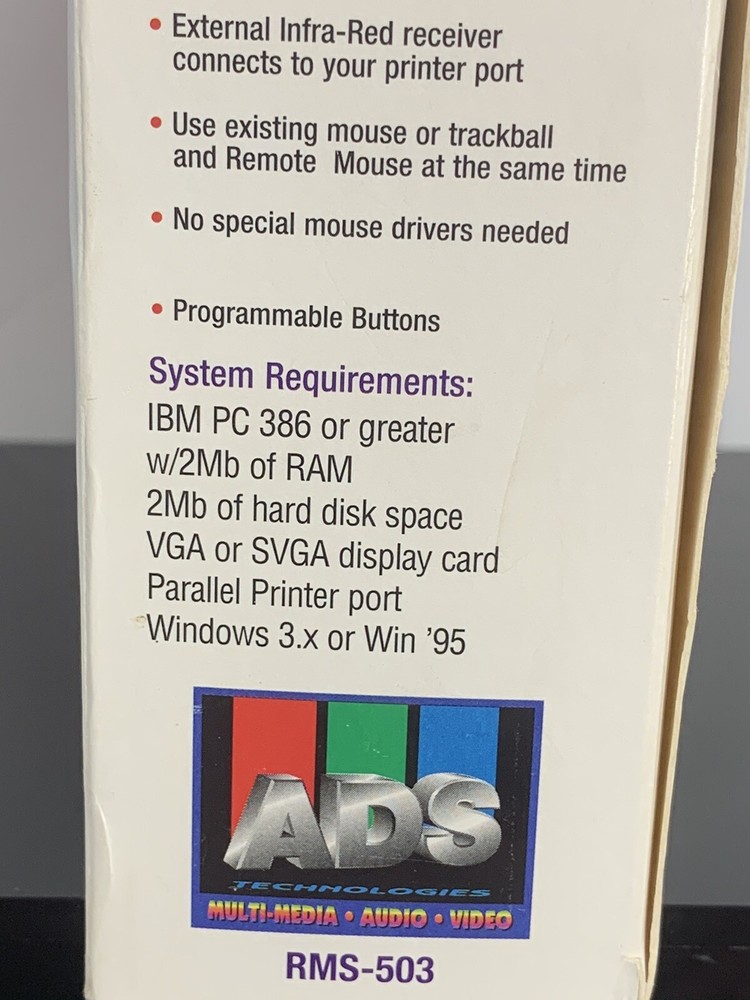 • External Infra-Red receiver
connects to your printer port
• Use existing mouse or trackball
and Remote Mouse at the same time
• No special mouse drivers needed
• Programmable Buttons
System Requirements:
IBM PC 386 or greater
w/2Mb of RAM
2Mb of hard disk space
VGA or SVGA display card
Parallel Printer port
Windows 3.x or Win ’95
ADS
TECHNOLOGIES
MULTI-MEDIA • AUDIO • VIDEO
RMS-503